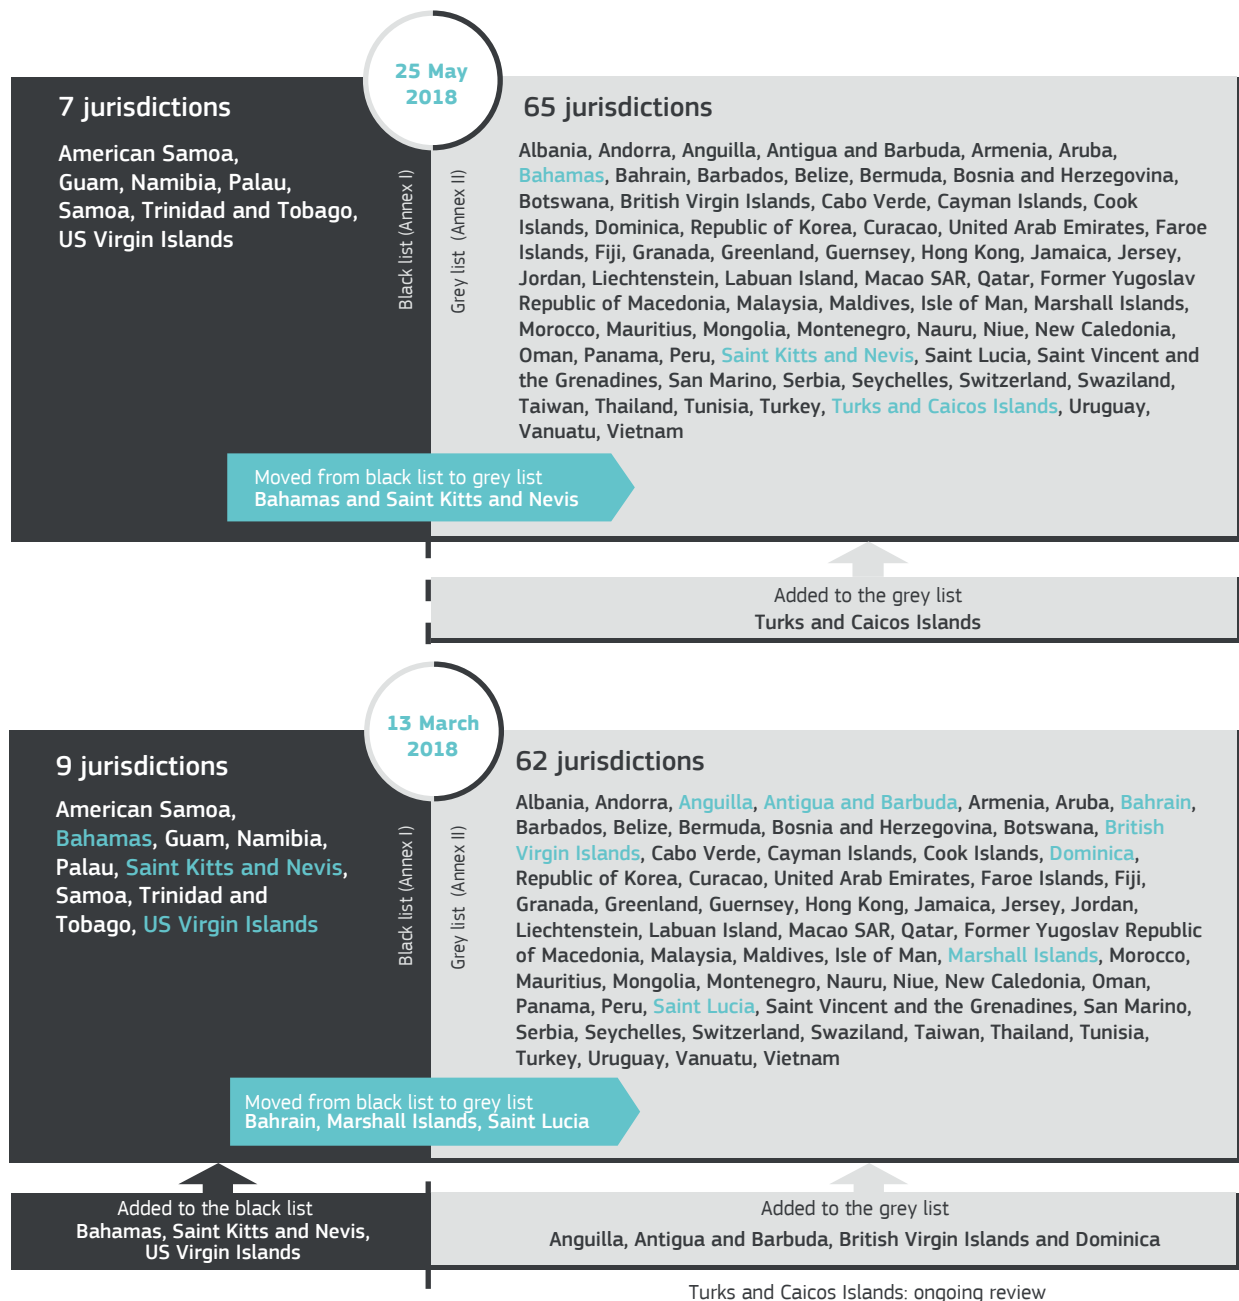 25 May
2018
7 jurisdictions
American Samoa,
Guam, Namibia, Palau,
Samoa, Trinidad and Tobago,
US Virgin Islands
Black list (Annex I)
Grey list (Annex II)
65 jurisdictions
Albania, Andorra, Anguilla, Antigua and Barbuda, Armenia, Aruba,
Bahamas, Bahrain, Barbados, Belize, Bermuda, Bosnia and Herzegovina,
Botswana, British Virgin Islands, Cabo Verde, Cayman Islands, Cook
Islands, Dominica, Republic of Korea, Curacao, United Arab Emirates, Faroe
Islands, Fiji, Granada, Greenland, Guernsey, Hong Kong, Jamaica, Jersey,
Jordan, Liechtenstein, Labuan Island, Macao SAR, Qatar, Former Yugoslav
Republic of Macedonia, Malaysia, Maldives, Isle of Man, Marshall Islands,
Morocco, Mauritius, Mongolia, Montenegro, Nauru, Niue, New Caledonia,
Oman, Panama, Peru, Saint Kitts and Nevis, Saint Lucia, Saint Vincent and
the Grenadines, San Marino, Serbia, Seychelles, Switzerland, Swaziland,
Taiwan, Thailand, Tunisia, Turkey, Turks and Caicos Islands, Uruguay,
Vanuatu, Vietnam
Moved from black list to grey list
Bahamas and Saint Kitts and Nevis
Added to the grey list
Turks and Caicos Islands
13 March
2018
9 jurisdictions
American Samoa,
Bahamas, Guam, Namibia,
Palau, Saint Kitts and Nevis,
Samoa, Trinidad and
Tobago, US Virgin Islands
Black list (Annex I)
Grey list (Annex II)
62 jurisdictions
Albania, Andorra, Anguilla, Antigua and Barbuda, Armenia, Aruba, Bahrain,
Barbados, Belize, Bermuda, Bosnia and Herzegovina, Botswana, British
Virgin Islands, Cabo Verde, Cayman Islands, Cook Islands, Dominica,
Republic of Korea, Curacao, United Arab Emirates, Faroe Islands, Fiji,
Granada, Greenland, Guernsey, Hong Kong, Jamaica, Jersey, Jordan,
Liechtenstein, Labuan Island, Macao SAR, Qatar, Former Yugoslav Republic
of Macedonia, Malaysia, Maldives, Isle of Man, Marshall Islands, Morocco,
Mauritius, Mongolia, Montenegro, Nauru, Niue, New Caledonia, Oman,
Panama, Peru, Saint Lucia, Saint Vincent and the Grenadines, San Marino,
Serbia, Seychelles, Switzerland, Swaziland, Taiwan, Thailand, Tunisia,
Turkey, Uruguay, Vanuatu, Vietnam
Moved from black list to grey list
Bahrain, Marshall Islands, Saint Lucia
Added to the black list
Bahamas, Saint Kitts and Nevis,
US Virgin Islands
Added to the grey list
Anguilla, Antigua and Barbuda, British Virgin Islands and Dominica
Turks and Caicos Islands: ongoing review